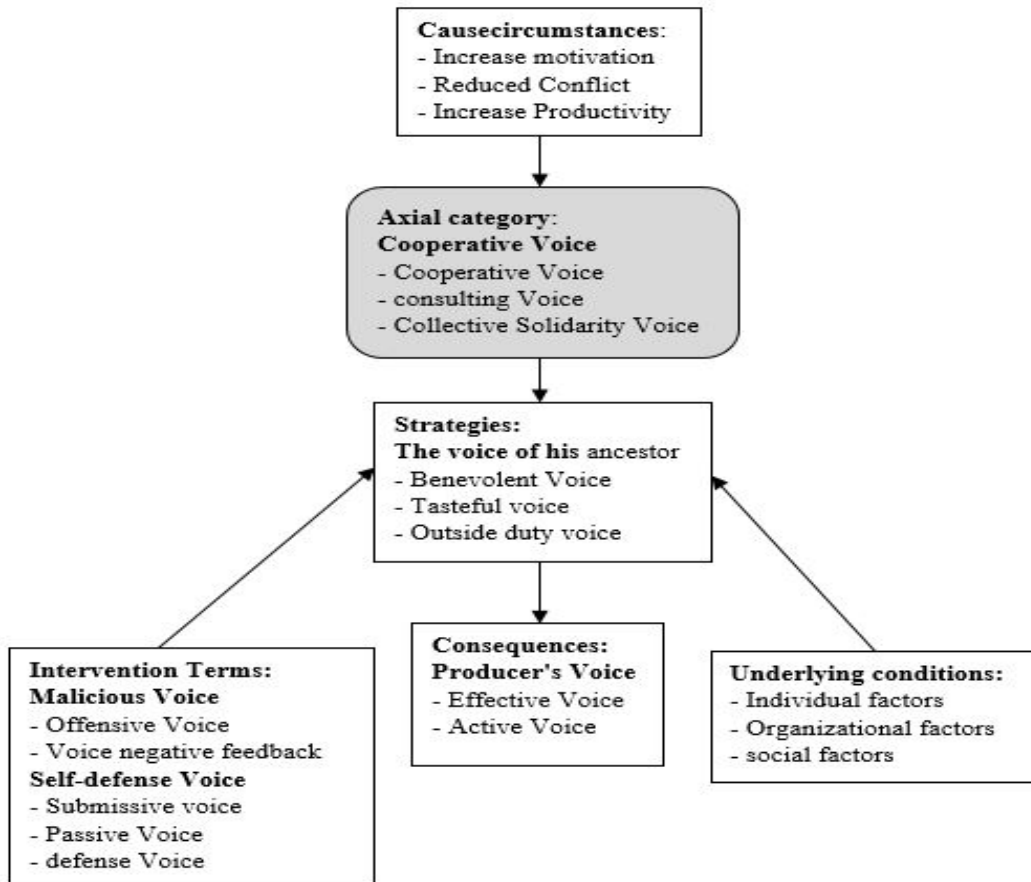 Causecircumstances:
- Increase motivation
- Reduced Conflict
- Increase Productivity
Axial category:
Cooperative Voice
- Cooperative Voice
- consulting Voice
- Collective Solidarity Voice
Strategies:
The voice of his ancestor
- Benevolent Voice
- Tasteful voice
- Outside duty voice
Intervention Terms:
Malicious Voice
- Offensive Voice
- Voice negative feedback
Self-defense Voice
- Submissive voice
- Passive Voice
- defense Voice
Consequences:
Producer's Voice
- Effective Voice
- Active Voice
Underlying conditions:
- Individual factors
- Organizational factors
- social factors